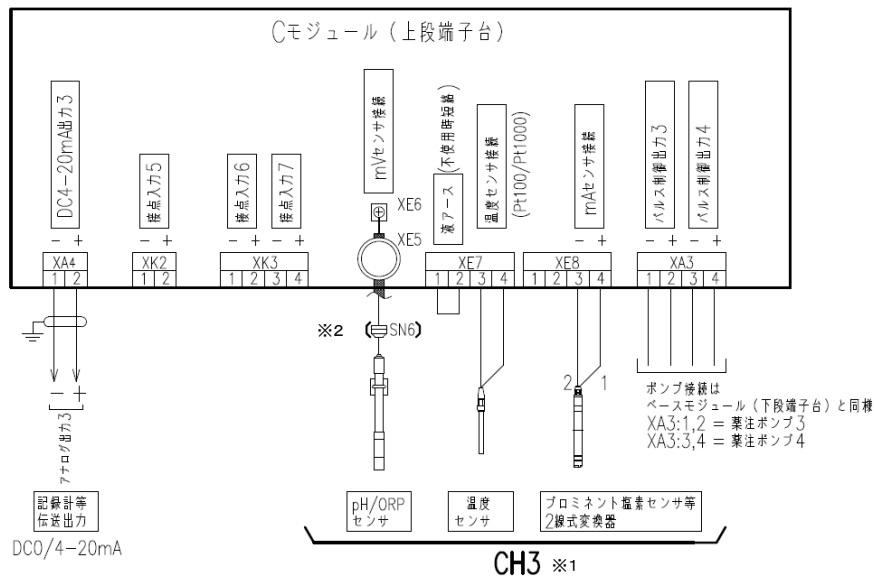 Cモジュール (上段端子台)
DC4-20mA出力3
接点入力5
接点入力6
接点入力7
mVセンサ接続
液アース
(不使用時短絡)
温度センサ接続
(Pt100/Pt1000)
mAセンサ接続
パルス制御出力3
パルス制御出力4
XE6
XE5
- +
- +
- + - +
- +
- + - +
XA4
XK2
XK3
XE7
XE8
XA3
1 2
1 2
1 2 3 4
1 2 3 4
1 2 3 4
1 2 3 4
※2 (SN6)
- +
アナログ出力3
2 1
ポンプ接続は
ベースモジュール (下段端子台) と同様
XA3:1,2 = 薬注ポンプ3
XA3:3,4 = 薬注ポンプ4
記録計等
伝送出力
DC0/4-20mA
pH/ORP
センサ
温度
センサ
プロミネント塩素センサ等
2線式変換器
CH3 ※1